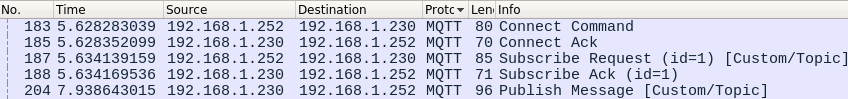 No. Time Source Destination Protc Len Info
183 5.628283039 192.168.1.252 192.168.1.230 MQTT 80 Connect Command
185 5.628352099 192.168.1.230 192.168.1.252 MQTT 70 Connect Ack
187 5.634139159 192.168.1.252 192.168.1.230 MQTT 85 Subscribe Request (id=1) [Custom/Topic]
188 5.634169536 192.168.1.230 192.168.1.252 MQTT 71 Subscribe Ack (id=1)
204 7.938643015 192.168.1.230 192.168.1.252 MQTT 96 Publish Message [Custom/Topic]